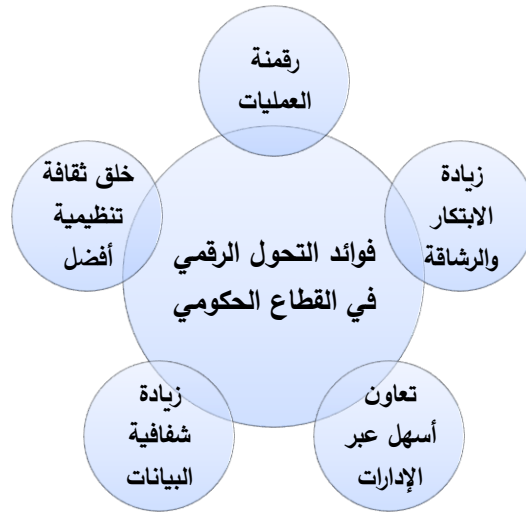 رقمنة
العمليات
زيادة
الابتكار
والرشاقة
خلق ثقافة
تنظيمية
أفضل
فوائد التحول الرقمي
في القطاع الحكومي
تعاون
أسهل عبر
الإدارات
زيادة
شفافية
البيانات